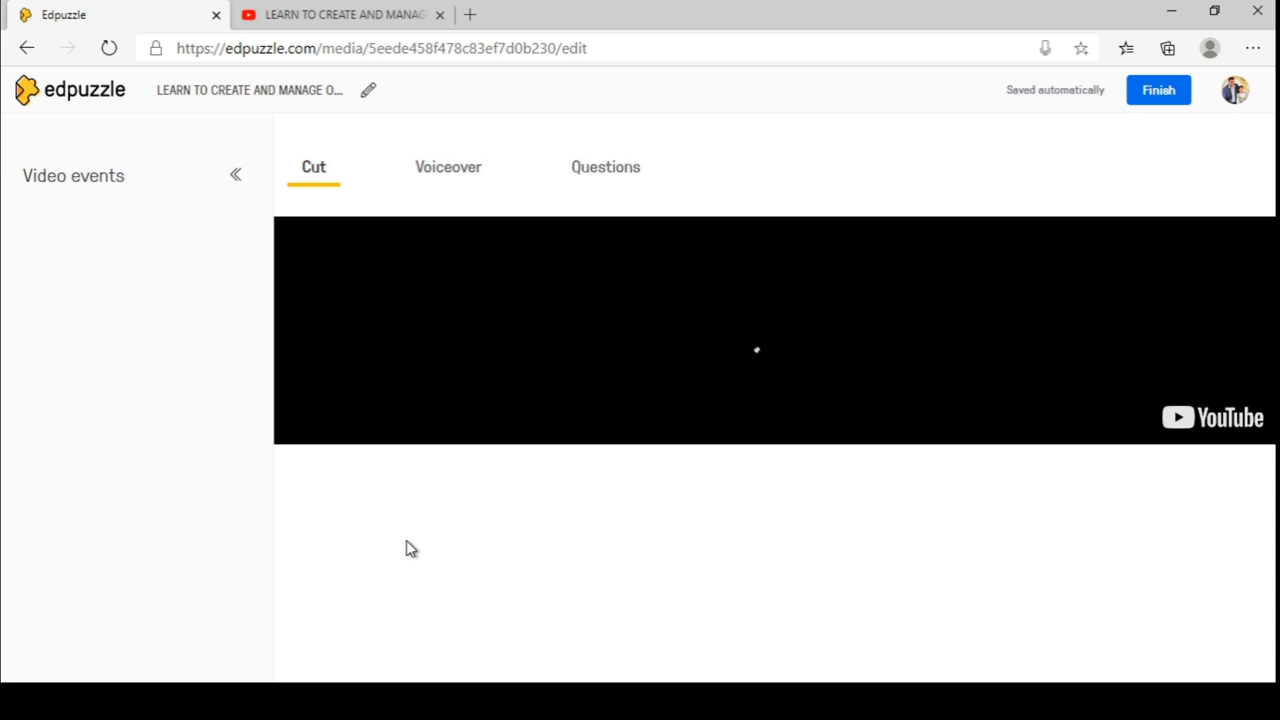 Edpuzzle
LEARN TO CREATE AND MANAG
https://edpuzzle.com/media/5eede458f478c83ef7d0b230/edit
edpuzzle
LEARN TO CREATE AND MANAGE O...
Saved automatically
Finish
Video events
Cut
Voiceover
Questions
YouTube